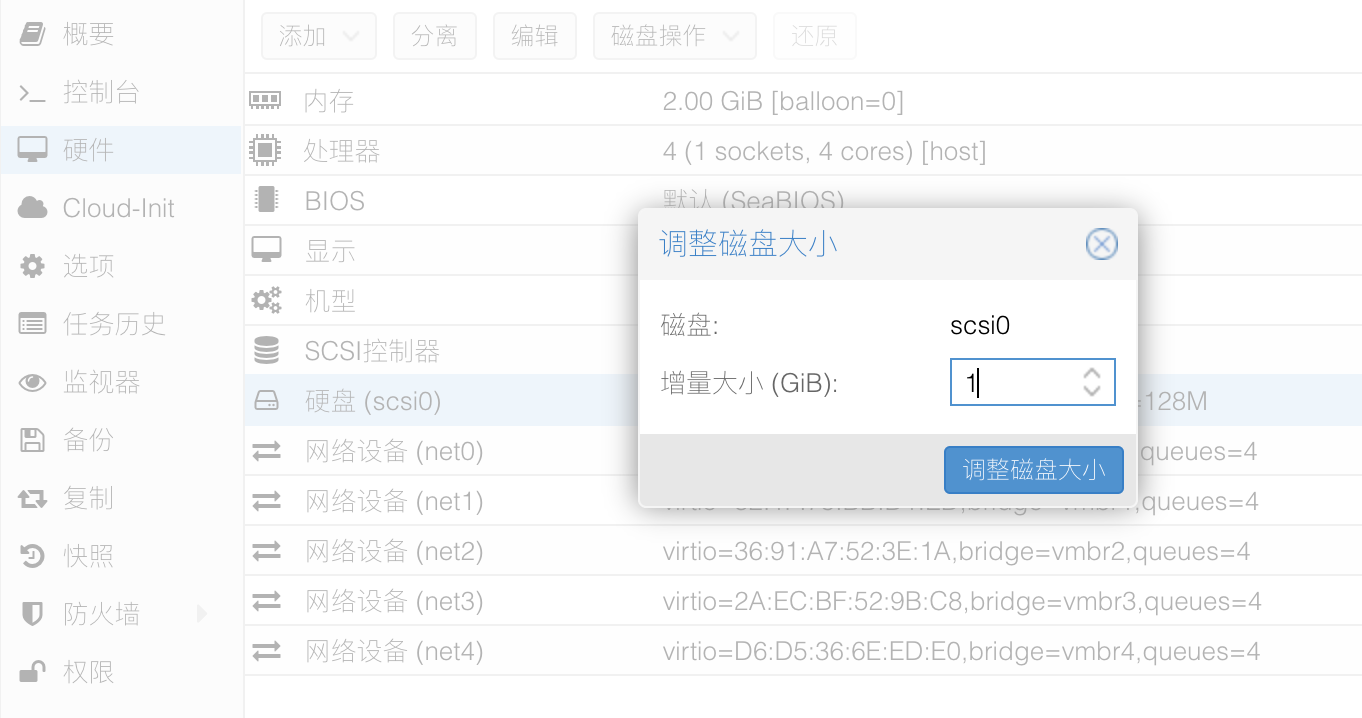 概要
控制台
硬件
Cloud-Init
选项
任务历史
监视器
备份
复制
快照
防火墙
权限
添加 分离 编辑 磁盘操作 还原
内存 2.00 GiB [balloon=0]
处理器 4 (1 sockets, 4 cores) [host]
BIOS 默认 (SeaBIOS)
显示
机型
SCSI控制器
硬盘 (scsi0) =128M
网络设备 (net0) queues=4
网络设备 (net1) queues=4
网络设备 (net2) virtio=36:91:A7:52:3E:1A,bridge=vmbr2,queues=4
网络设备 (net3) virtio=2A:EC:BF:52:9B:C8,bridge=vmbr3,queues=4
网络设备 (net4) virtio=D6:D5:36:6E:ED:E0,bridge=vmbr4,queues=4
调整磁盘大小
磁盘: scsi0
增量大小 (GiB): 1
调整磁盘大小